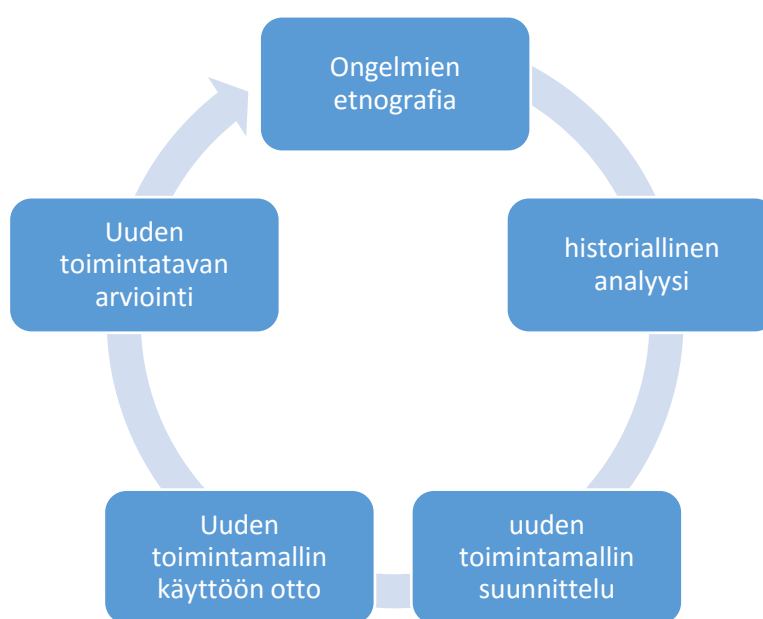 Ongelmien
etnografia
historiallinen
analyysi
uuden
toimintamallin
suunnittelu
Uuden
toimintamallin
käyttöön otto
Uuden
toimintatavan
arviointi